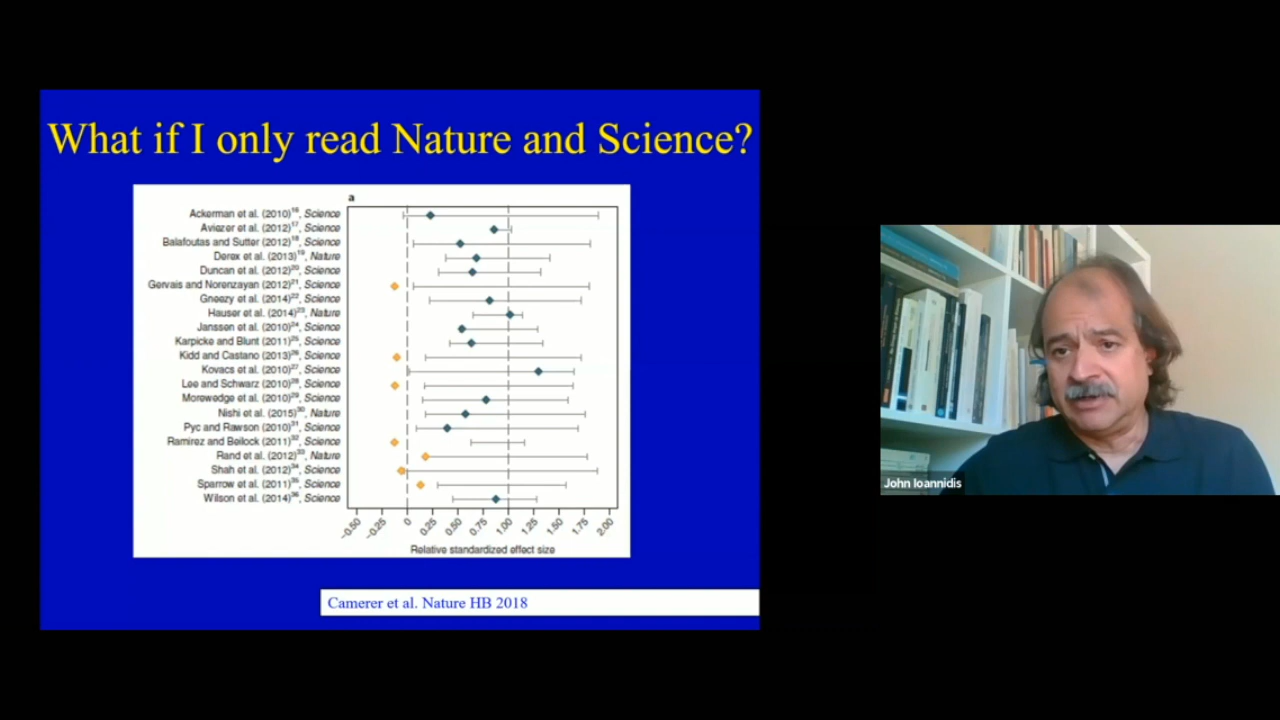 What if I only read Nature and Science?
a
Ackerman et al. (2010)16, Science
Aviezer et al. (2012)17, Science
Balafoutas and Sutter (2012)18, Science
Derex et al. (2013)19, Nature
Duncan et al. (2012)20, Science
Gervais and Norenzayan (2012)21, Science
Gneezy et al. (2014)22, Science
Hauser et al. (2014)23, Nature
Janssen et al. (2010)24, Science
Karpicke and Blunt (2011)25, Science
Kidd and Castano (2013)26, Science
Kovacs et al. (2010)27, Science
Lee and Schwarz (2010)28, Science
Morewedge et al. (2010)29, Science
Nishi et al. (2015)30, Nature
Pyc and Rawson (2010)31, Science
Ramirez and Beilock (2011)32, Science
Rand et al. (2012)33, Nature
Shah et al. (2012)34, Science
Sparrow et al. (2011)35, Science
Wilson et al. (2014)36, Science
–0.50 –0.25 0 0.25 0.50 0.75 1.00 1.25 1.50 1.75 2.00
Relative standardized effect size
Camerer et al. Nature HB 2018
John Ioannidis